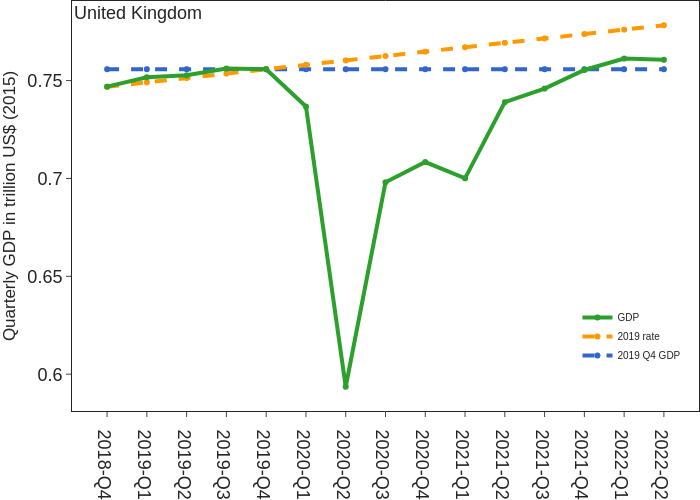 United Kingdom
Quarterly GDP in trillion US$ (2015)
0.75
0.7
0.65
0.6
GDP
2019 rate
2019 Q4 GDP
2018-Q4
2019-Q1
2019-Q2
2019-Q3
2019-Q4
2020-Q1
2020-Q2
2020-Q3
2020-Q4
2021-Q1
2021-Q2
2021-Q3
2021-Q4
2022-Q1
2022-Q2